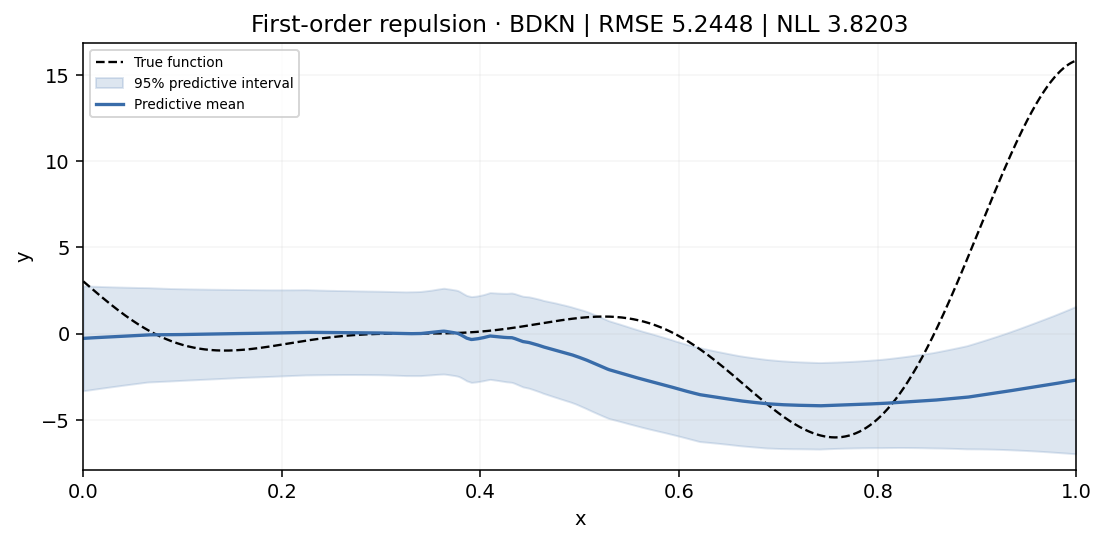 First-order repulsion · BDKN | RMSE 5.2448 | NLL 3.8203
True function
95% predictive interval
Predictive mean
15
10
5
0
−5
y
0.0 0.2 0.4 0.6 0.8 1.0
x